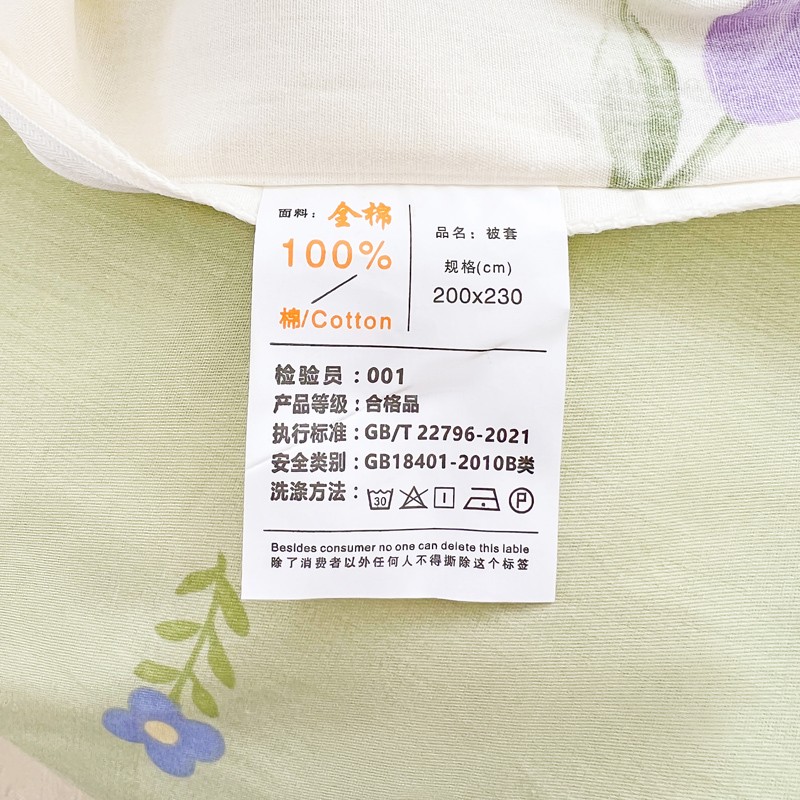 面料：全棉
100%
棉/Cotton
品名：被套
规格(cm)
200x230
检验员：001
产品等级：合格品
执行标准：GB/T 22796-2021
安全类别：GB18401-2010B类
洗涤方法：30 P
Besides consumer no one can delete this lable
除了消费者以外任何人不得撕除这个标签